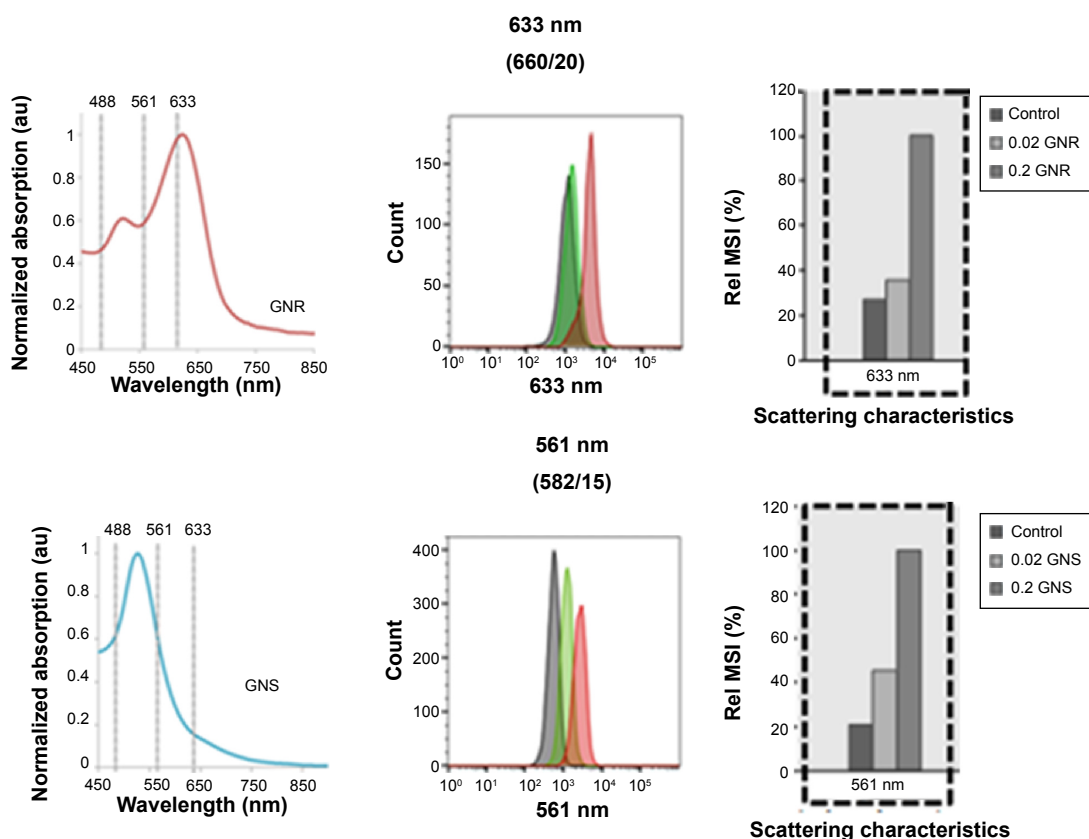 633 nm
(660/20)
488 561 633
Normalized absorption (au)
1
0.8
0.6
0.4
0.2
0
GNR
450 550 650 750 850
Wavelength (nm)
Count
150
100
50
0
10⁰ 10¹ 10² 10³ 10⁴ 10⁵
633 nm
Rel MSI (%)
120
100
80
60
40
20
0
633 nm
Scattering characteristics
Control
0.02 GNR
0.2 GNR
561 nm
(582/15)
488 561 633
Normalized absorption (au)
1
0.8
0.6
0.4
0.2
0
GNS
450 550 650 750 850
Wavelength (nm)
Count
400
300
200
100
0
10⁰ 10¹ 10² 10³ 10⁴ 10⁵
561 nm
Rel MSI (%)
120
100
80
60
40
20
0
561 nm
Scattering characteristics
Control
0.02 GNS
0.2 GNS